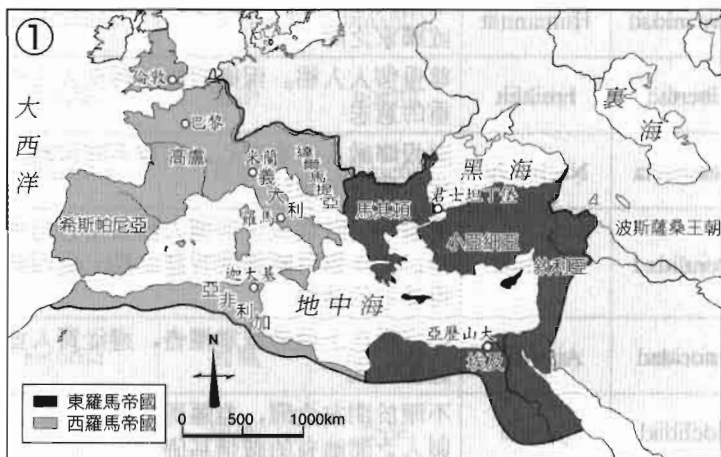 ①
大西洋
倫敦
巴黎
高盧
米蘭
達爾馬提亞
義大利
羅馬
希斯帕尼亞
迦太基
亞非利加
地中海
黑海
裏海
君士坦丁堡
馬其頓
小亞細亞
敘利亞
波斯薩桑王朝
亞歷山大
埃及
N
東羅馬帝國
西羅馬帝國
0 500 1000km